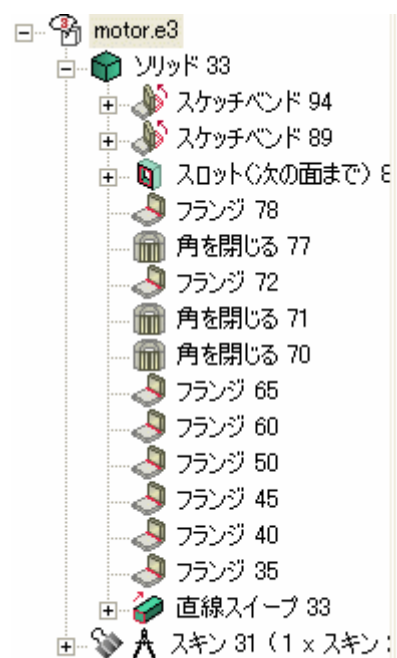 motor.e3
ソリッド 33
スケッチベンド 94
スケッチベンド 89
スロット(次の面まで)
フランジ 78
角を閉じる 77
フランジ 72
角を閉じる 71
角を閉じる 70
フランジ 65
フランジ 60
フランジ 50
フランジ 45
フランジ 40
フランジ 35
直線スイープ 33
スキン 31 (1 x スキン